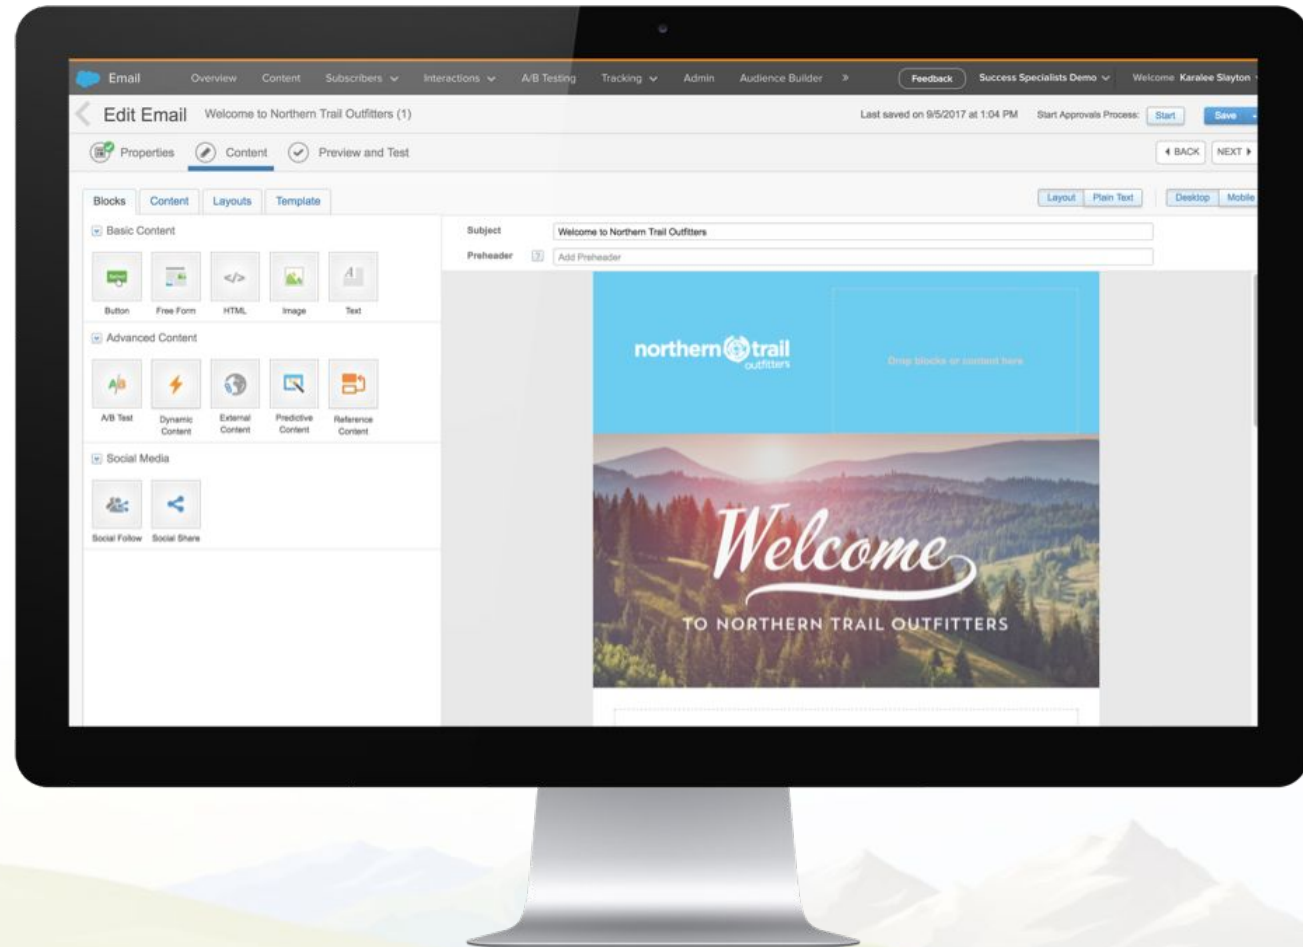 Email Overview Content Subscribers Interactions A/B Testing Tracking Admin Audience Builder » Feedback Success Specialists Demo Welcome Karalee Slayton
Edit Email Welcome to Northern Trail Outfitters (1) Last saved on 9/5/2017 at 1:04 PM Start Approvals Process: Start Save
Properties Content Preview and Test BACK NEXT
Blocks Content Layouts Template Layout Plain Text Desktop Mobile
Basic Content
Subject Welcome to Northern Trail Outfitters
Preheader ? Add Preheader
Button Free Form </> HTML Image A Text
Advanced Content
A/B
A/B Test Dynamic Content External Content Predictive Content Reference Content
Social Media
Social Follow Social Share
northern trail
outfitters
Drop blocks or content here
Welcome
TO NORTHERN TRAIL OUTFITTERS